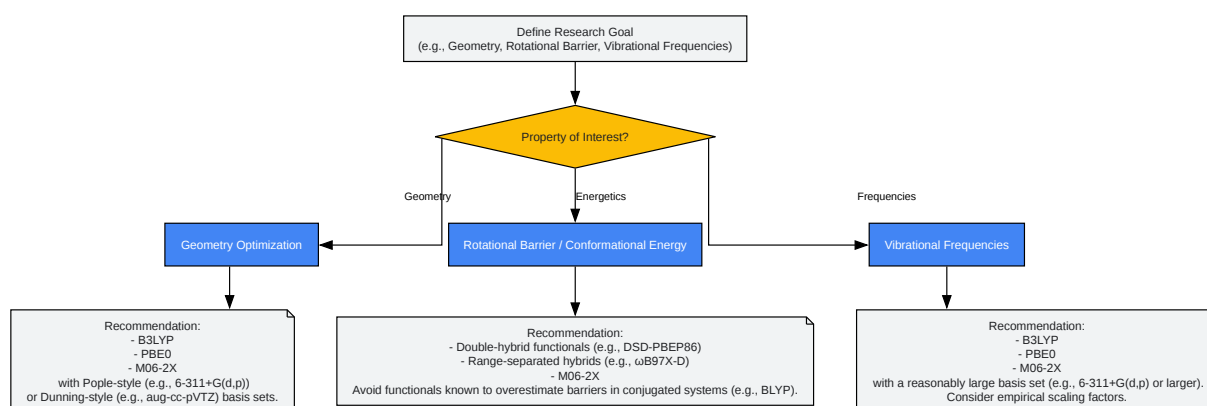 Define Research Goal
(e.g., Geometry, Rotational Barrier, Vibrational Frequencies)
Property of Interest?
Geometry
Energetics
Frequencies
Geometry Optimization
Rotational Barrier / Conformational Energy
Vibrational Frequencies
Recommendation:
- B3LYP
- PBE0
- M06-2X
with Pople-style (e.g., 6-311+G(d,p))
or Dunning-style (e.g., aug-cc-pVTZ) basis sets.
Recommendation:
- Double-hybrid functionals (e.g., DSD-PBEP86)
- Range-separated hybrids (e.g., ωB97X-D)
- M06-2X
Avoid functionals known to overestimate barriers in conjugated systems (e.g., BLYP).
Recommendation:
- B3LYP
- PBE0
- M06-2X
with a reasonably large basis set (e.g., 6-311+G(d,p) or larger).
Consider empirical scaling factors.